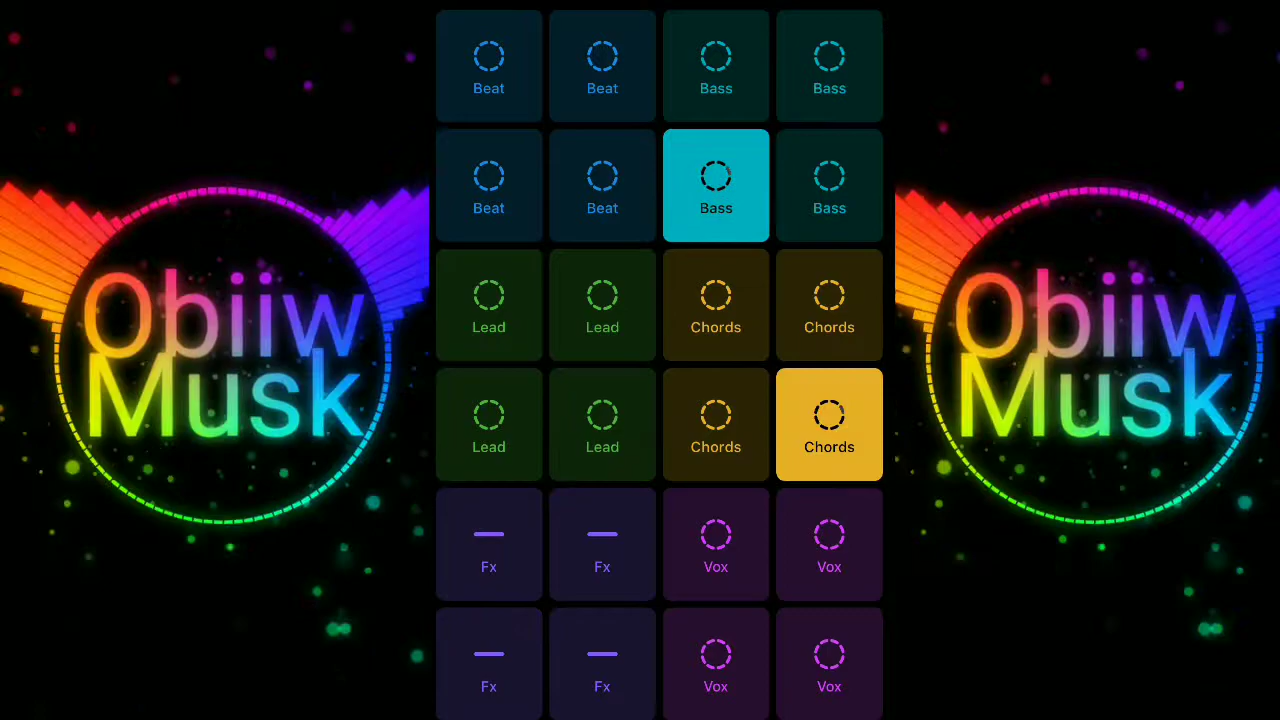 Obiiw
Musk
Beat Beat Bass Bass
Beat Beat Bass Bass
Lead Lead Chords Chords
Lead Lead Chords Chords
Fx Fx Vox Vox
Fx Fx Vox Vox
Obiiw
Musk